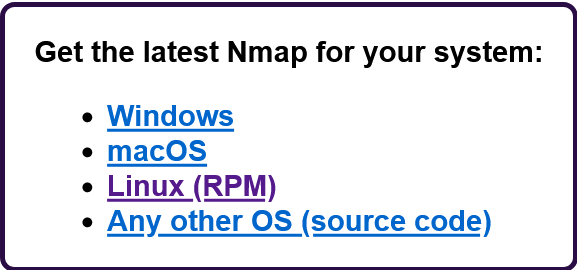 Get the latest Nmap for your system:
Windows
macOS
Linux (RPM)
Any other OS (source code)